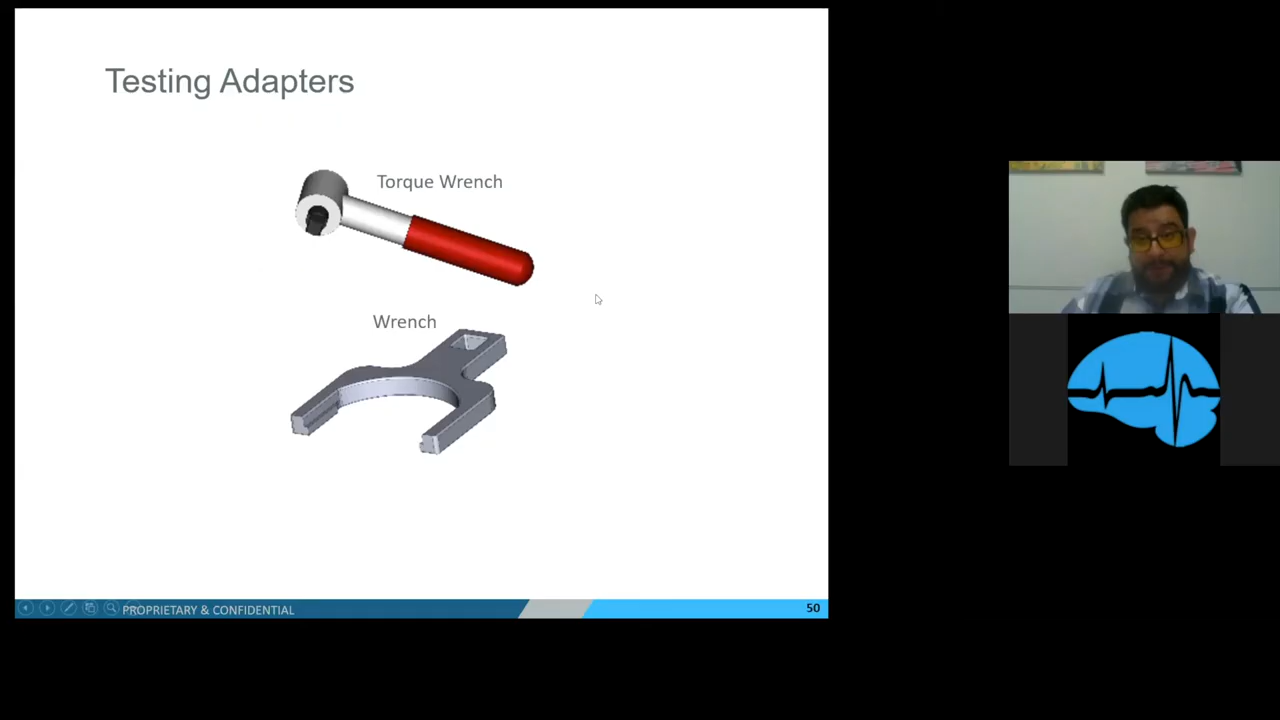 Testing Adapters
Torque Wrench
Wrench
PROPRIETARY & CONFIDENTIAL
50